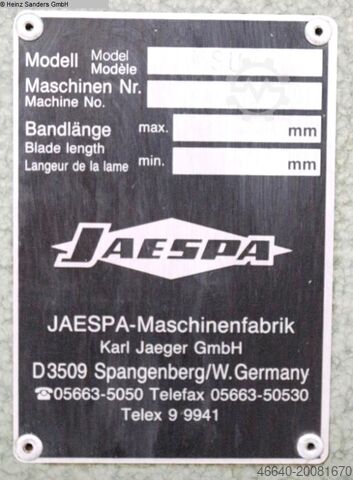 © Heinz Sanders GmbH
Modell Model
Modèle
Maschinen Nr.
Machine No.
Bandlänge max. mm
Blade length
Langeur de la lame min. mm
JAESPA
JAESPA-Maschinenfabrik
Karl Jaeger GmbH
D3509 Spangenberg/W.Germany
☎05663-5050 Telefax 05663-50530
Telex 9 9941
46640-20081670